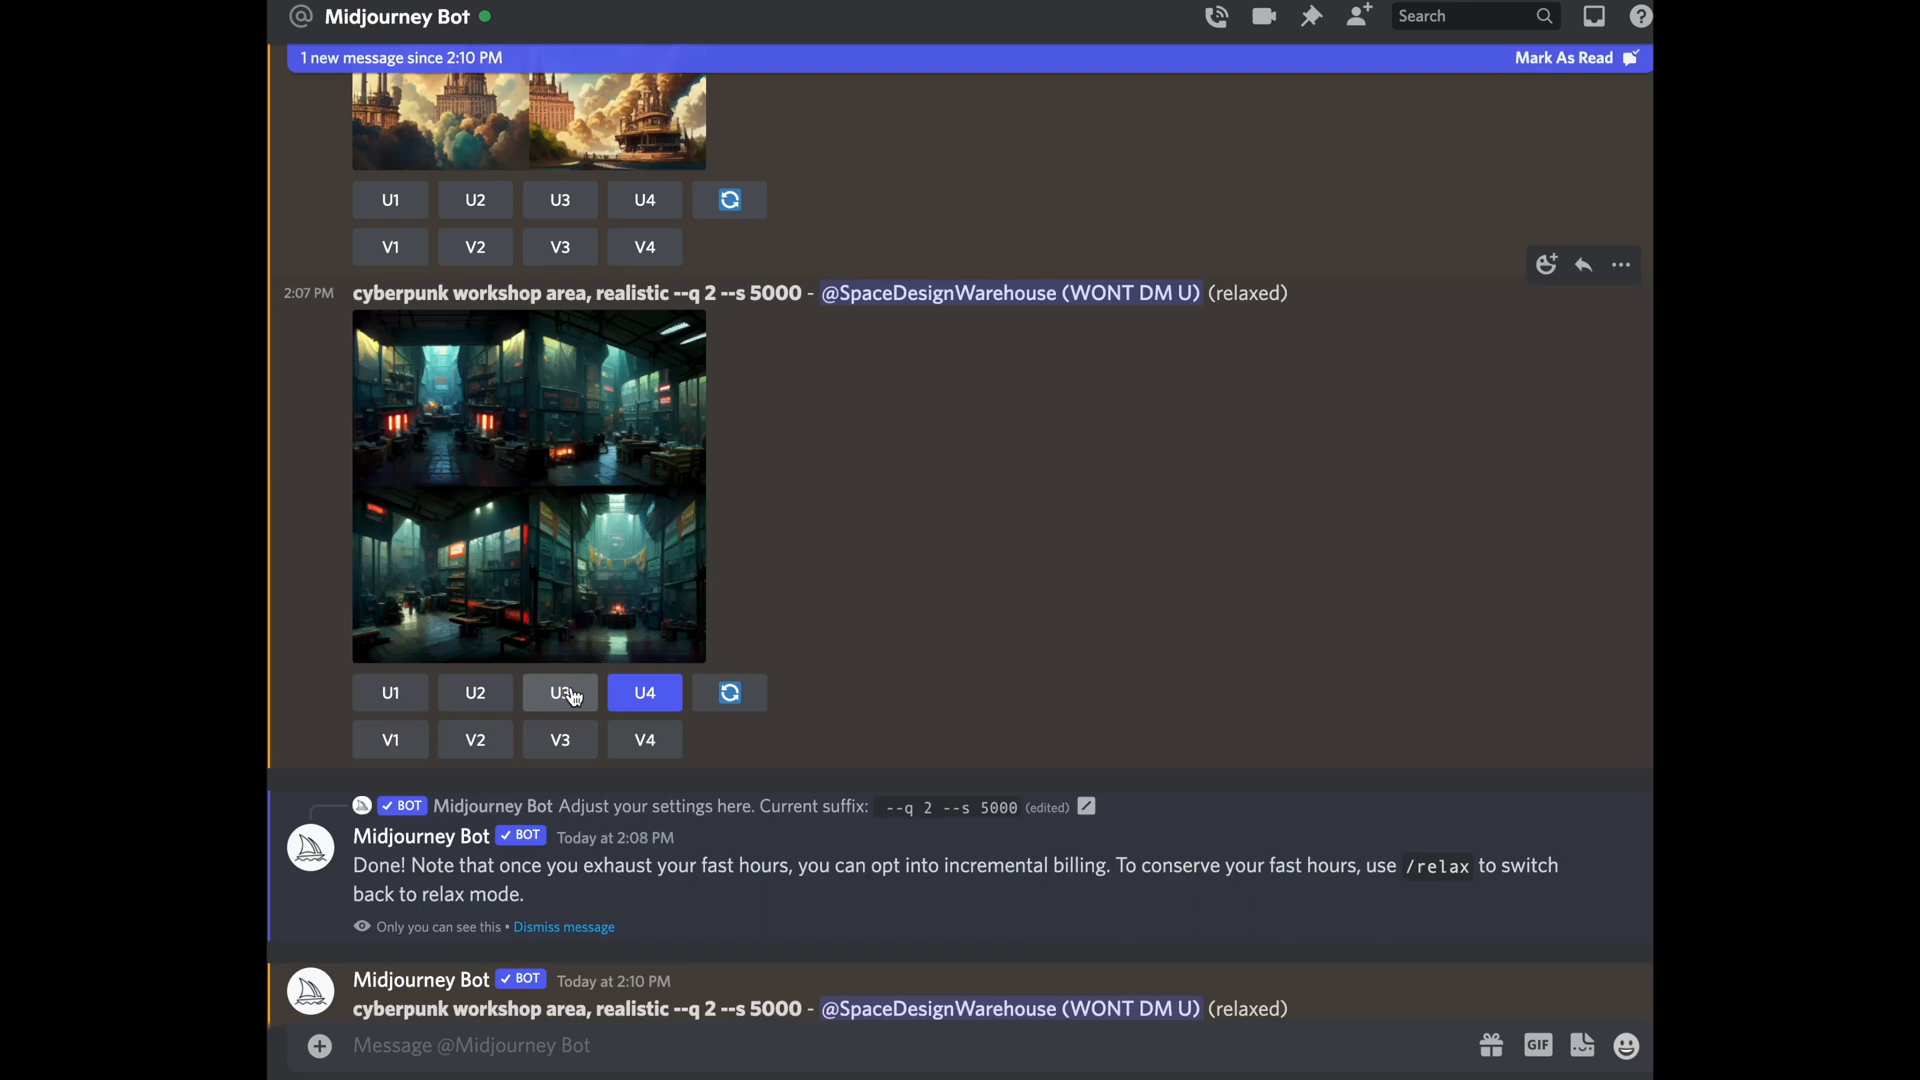 Midjourney Bot
Search
1 new message since 2:10 PM
Mark As Read
U1 U2 U3 U4
V1 V2 V3 V4
2:07 PM cyberpunk workshop area, realistic --q 2 --s 5000 - @SpaceDesignWarehouse (WONT DM U) (relaxed)
U1 U2 U3 U4
V1 V2 V3 V4
BOT Midjourney Bot Adjust your settings here. Current suffix: --q 2 --s 5000 (edited)
Midjourney Bot BOT Today at 2:08 PM
Done! Note that once you exhaust your fast hours, you can opt into incremental billing. To conserve your fast hours, use /relax to switch
back to relax mode.
Only you can see this • Dismiss message
Midjourney Bot BOT Today at 2:10 PM
cyberpunk workshop area, realistic --q 2 --s 5000 - @SpaceDesignWarehouse (WONT DM U) (relaxed)
Message @Midjourney Bot
GIF